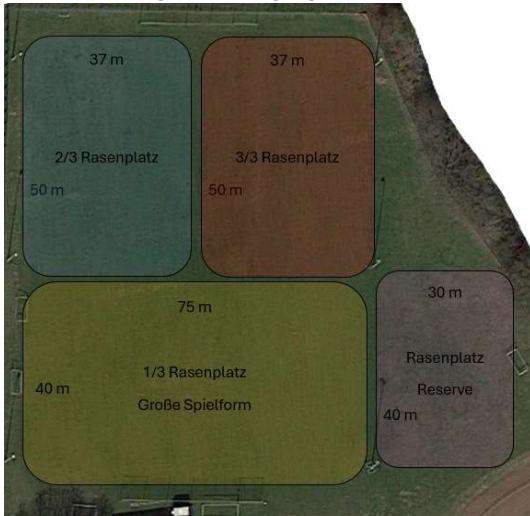 37 m
37 m
2/3 Rasenplatz
3/3 Rasenplatz
50 m
50 m
75 m
30 m
1/3 Rasenplatz
Rasenplatz
40 m
Große Spielform
Reserve
40 m